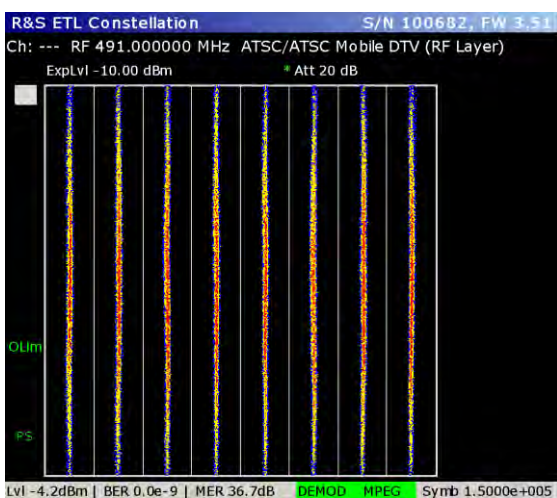 R&S ETL Constellation S/N 100682, FW 3.51
Ch: --- RF 491.000000 MHz ATSC/ATSC Mobile DTV (RF Layer)
ExpLvl -10.00 dBm * Att 20 dB
OLim
PS
Lvl -4.2dBm | BER 0.0e-9 | MER 36.7dB DEMOD MPEG Symb 1.5000e+005